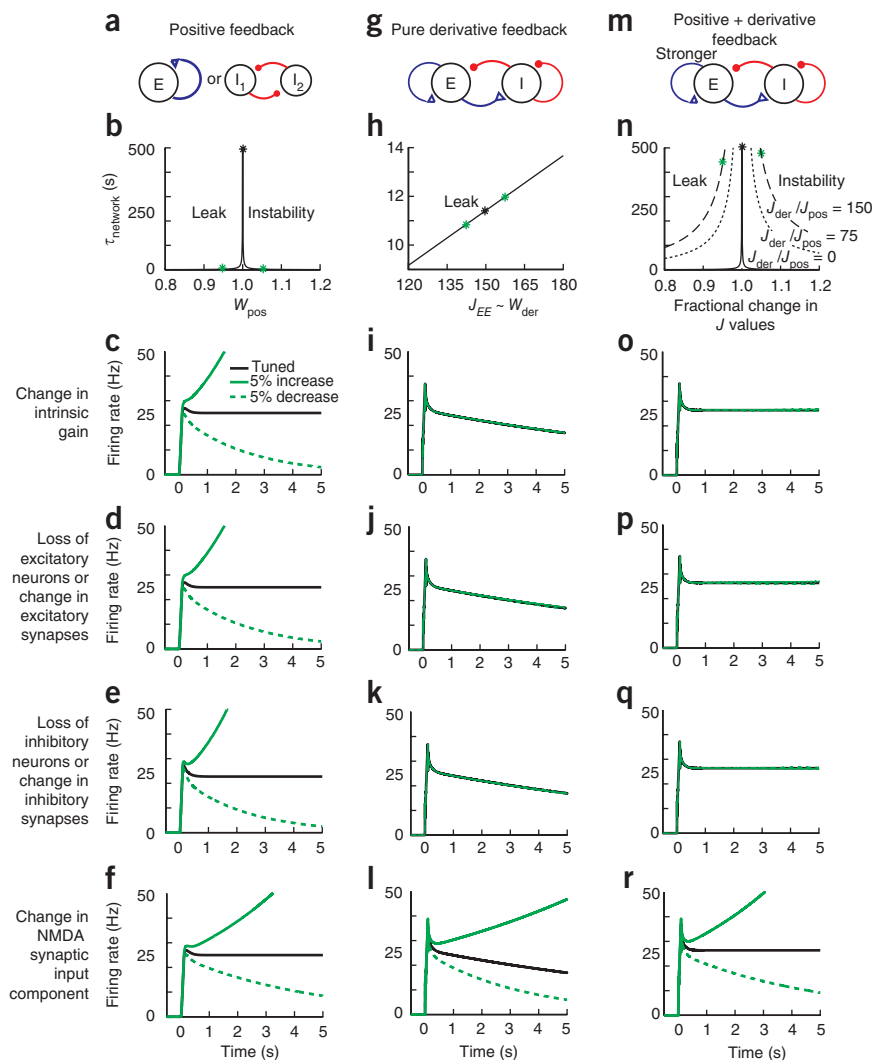 a
Positive feedback
E
or
I1
I2
b
500
250
0
τnetwork (s)
Leak
Instability
0.8
1.0
1.2
Wpos
g
Pure derivative feedback
E
I
h
14
12
10
Leak
120
135
150
165
180
JEE ~ Wder
m
Positive + derivative
feedback
Stronger
E
I
n
500
250
0
Leak
Instability
Jder/Jpos = 150
Jder/Jpos = 75
Jder/Jpos = 0
0.8
1.0
1.2
Fractional change in
J values
Change in
intrinsic
gain
c
Firing rate (Hz)
50
25
0
Tuned
5% increase
5% decrease
0 1 2 3 4 5
i
50
25
0
0 1 2 3 4 5
o
50
25
0
0 1 2 3 4 5
Loss of
excitatory
neurons or
change in
excitatory
synapses
d
Firing rate (Hz)
50
25
0
0 1 2 3 4 5
j
50
25
0
0 1 2 3 4 5
p
50
25
0
0 1 2 3 4 5
Loss of
inhibitory
neurons or
change in
inhibitory
synapses
e
Firing rate (Hz)
50
25
0
0 1 2 3 4 5
k
50
25
0
0 1 2 3 4 5
q
50
25
0
0 1 2 3 4 5
Change in
NMDA
synaptic
input
component
f
Firing rate (Hz)
50
25
0
0 1 2 3 4 5
Time (s)
l
50
25
0
0 1 2 3 4 5
Time (s)
r
50
25
0
0 1 2 3 4 5
Time (s)